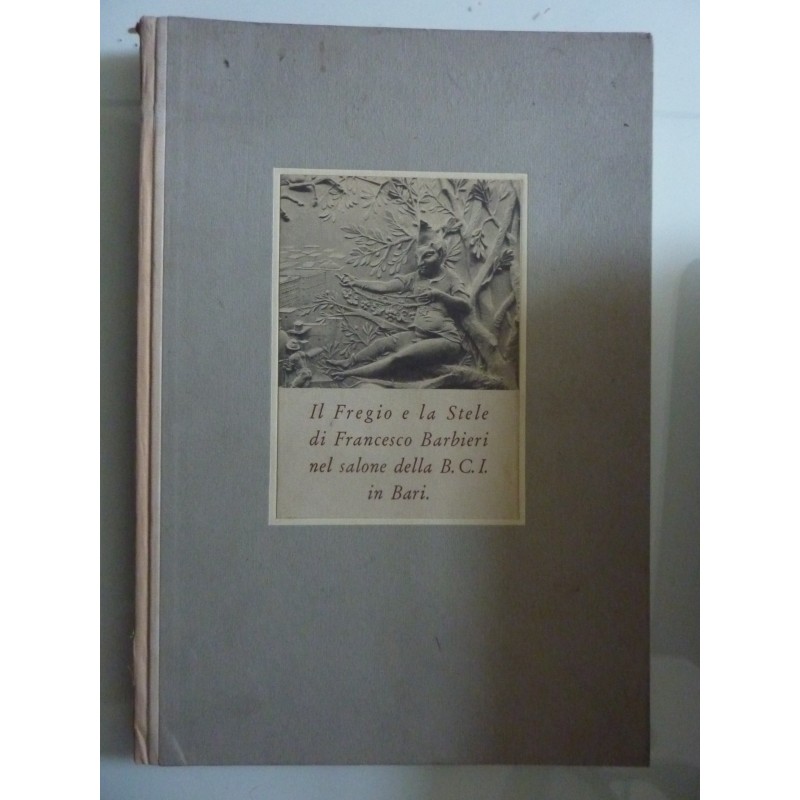 Il Fregio e la Stele
di Francesco Barbieri
nel salone della B. C. I.
in Bari.